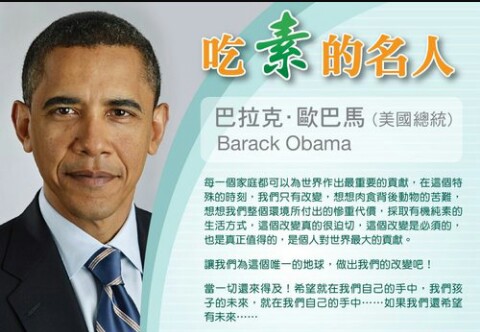 吃素的名人
巴拉克·歐巴馬（美國總統）
Barack Obama
每一個家庭都可以為世界作出最重要的貢獻，在這個特
殊的時刻，我們只有改變，想想肉食背後動物的苦難，
想想我們整個環境所付出的慘重代價，採取有機純素的
生活方式，這個改變真的很迫切，這個改變是必須的，
也是真正值得的，是個人對世界最大的貢獻。
讓我們為這個唯一的地球，做出我們的改變吧！
當一切還來得及！希望就在我們自己的手中，我們孩
子的未來，就在我們自己的手中……如果我們還希望
有未來……